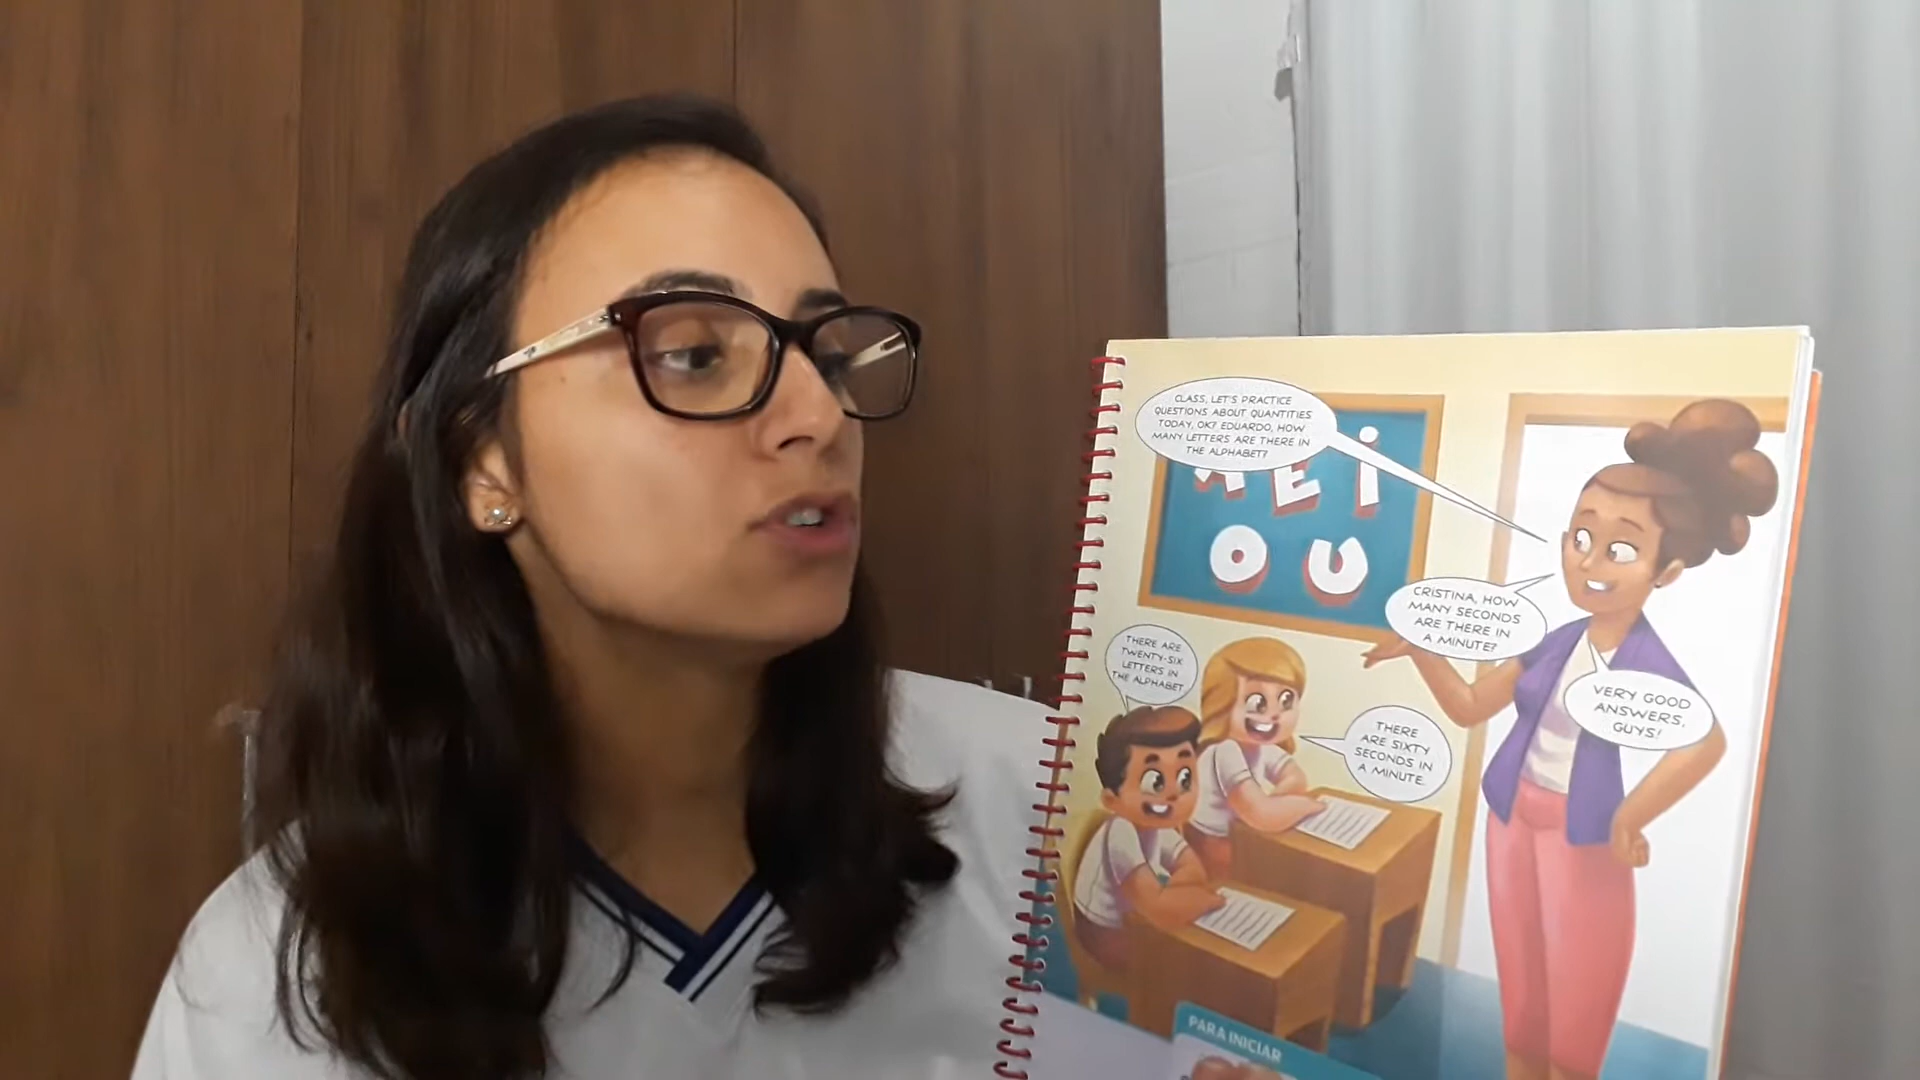 CLASS, LET'S PRACTICE
QUESTIONS ABOUT QUANTITIES
TODAY, OK? EDUARDO, HOW
MANY LETTERS ARE THERE IN
THE ALPHABET?
A E I
O U
CRISTINA, HOW
MANY SECONDS
ARE THERE IN
A MINUTE?
THERE ARE
TWENTY-SIX
LETTERS IN
THE ALPHABET
THERE
ARE SIXTY
SECONDS IN
A MINUTE.
VERY GOOD
ANSWERS,
GUYS!
PARA INICIAR